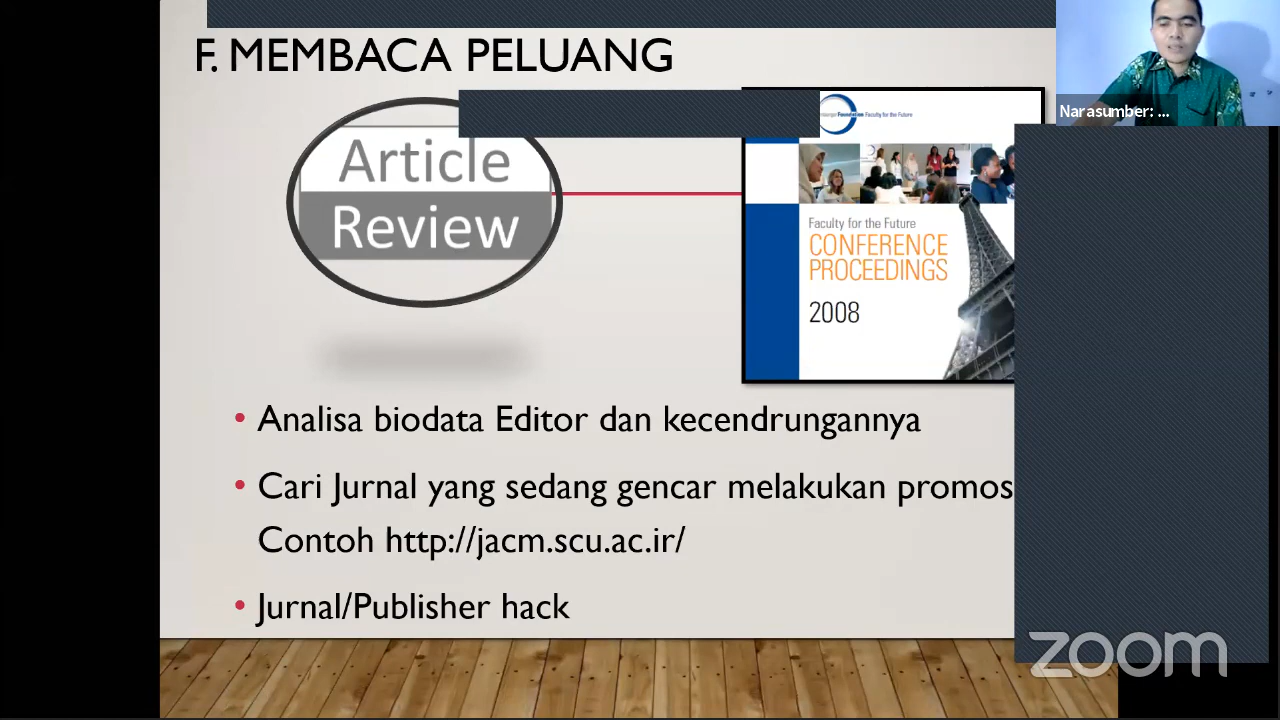 F. MEMBACA PELUANG
Narasumber: ...
Foundation Faculty for the Future
Article
Review
Faculty for the Future
CONFERENCE
PROCEEDINGS
2008
• Analisa biodata Editor dan kecendrungannya
• Cari Jurnal yang sedang gencar melakukan promos
Contoh http://jacm.scu.ac.ir/
• Jurnal/Publisher hack
zoom